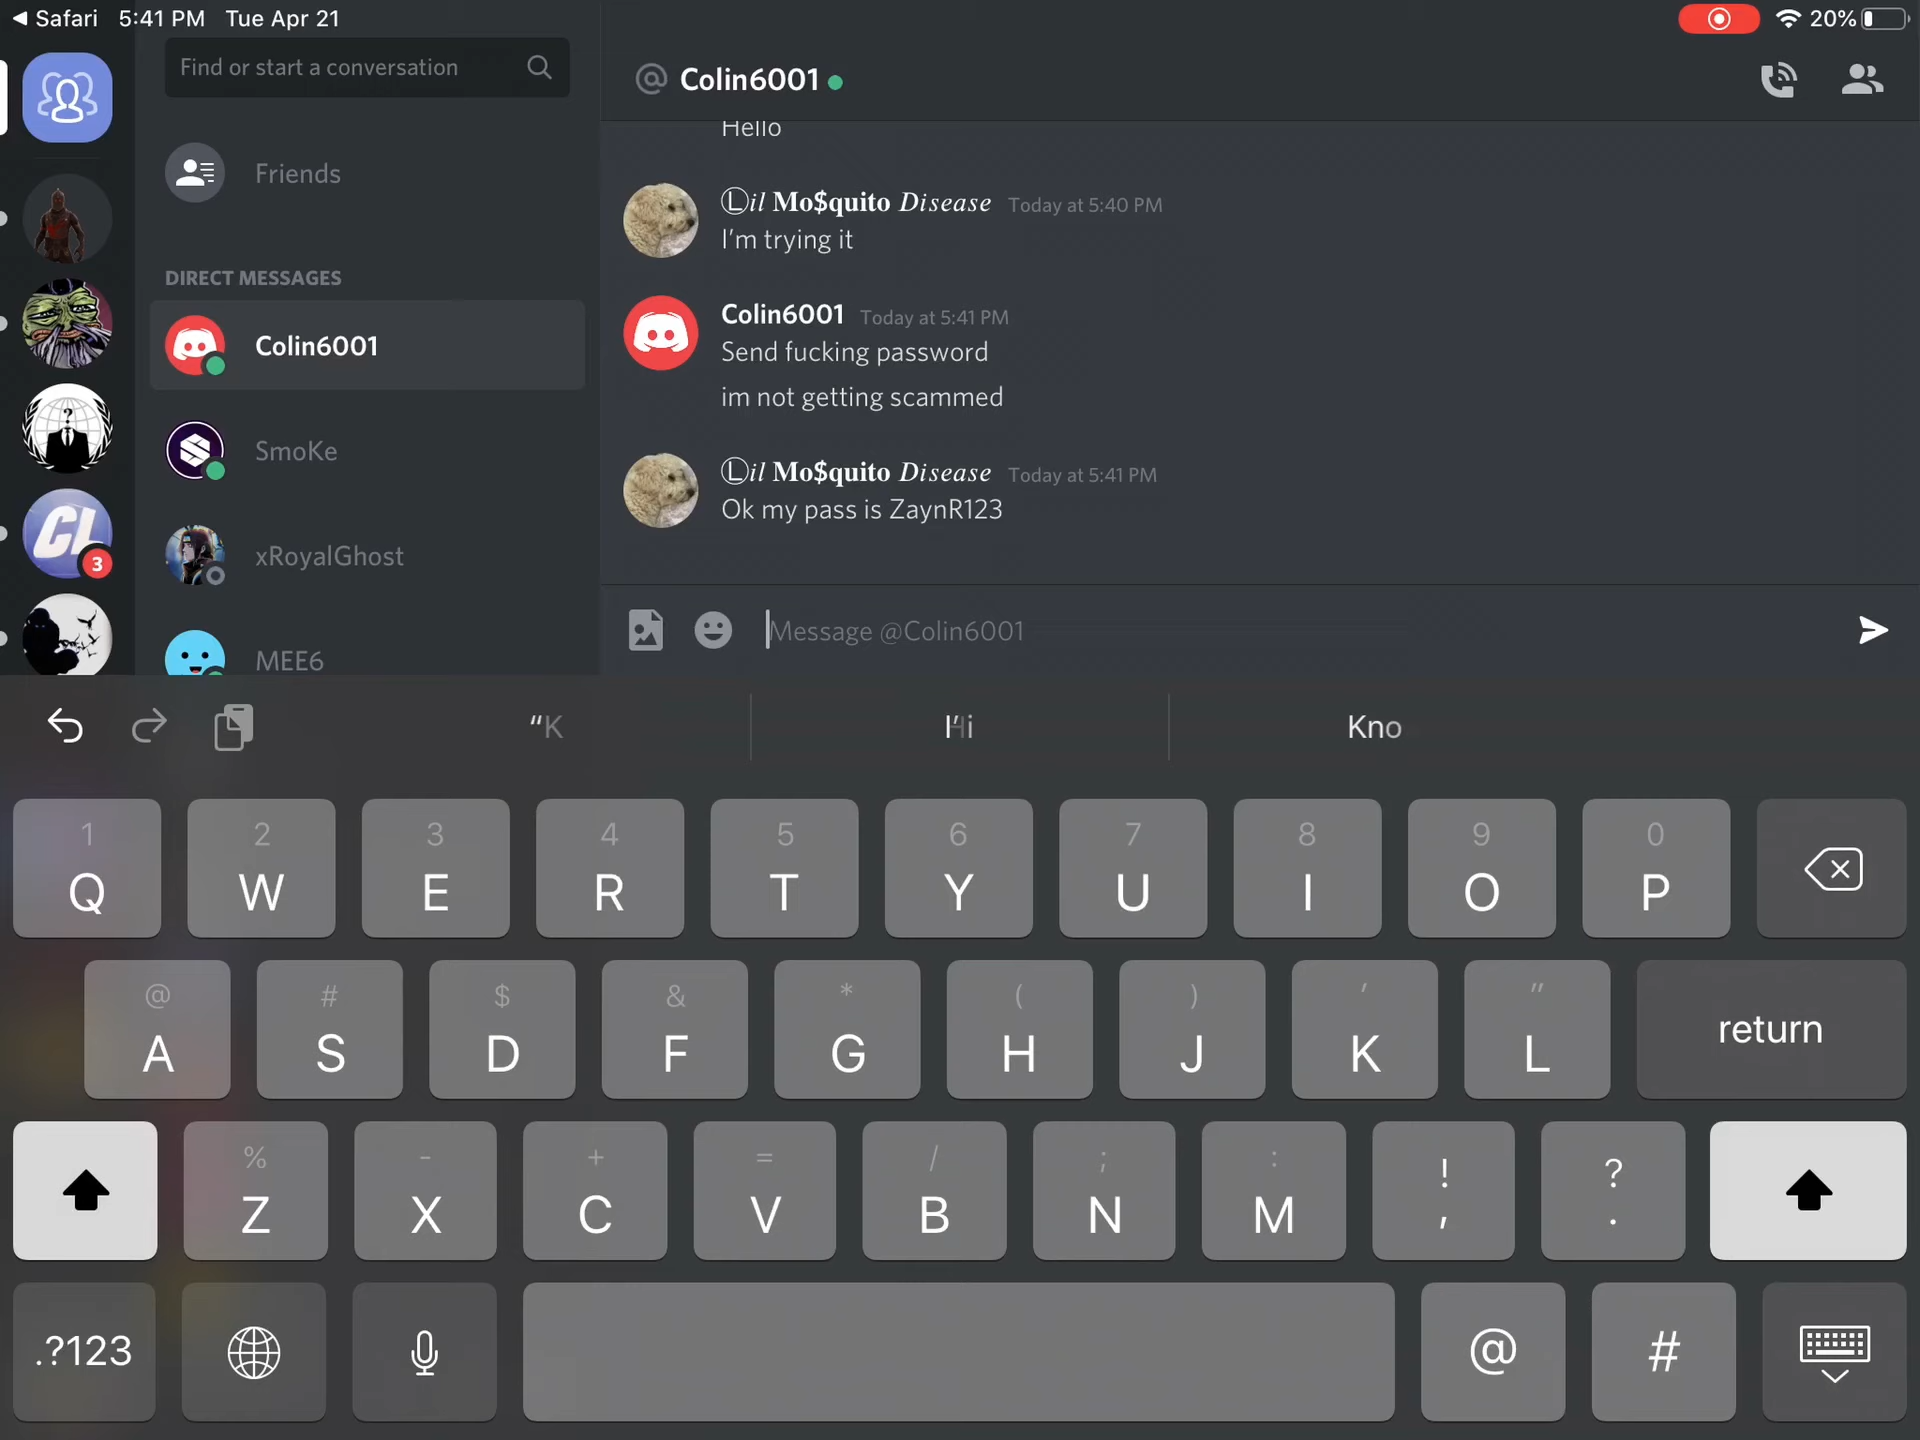 Safari 5:41 PM Tue Apr 21
20%
Find or start a conversation
Friends
DIRECT MESSAGES
Colin6001
SmoKe
xRoyalGhost
MEE6
CL
3
@ Colin6001
Hello
Ⓛ𝑖𝑙 𝐌𝐨$𝐪𝐮𝐢𝐭𝐨 𝐷𝑖𝑠𝑒𝑎𝑠𝑒 Today at 5:40 PM
I'm trying it
Colin6001 Today at 5:41 PM
Send fucking password
im not getting scammed
Ⓛ𝑖𝑙 𝐌𝐨$𝐪𝐮𝐢𝐭𝐨 𝐷𝑖𝑠𝑒𝑎𝑠𝑒 Today at 5:41 PM
Ok my pass is ZaynR123
Message @Colin6001
“K Kno
1 2 3 4 5 6 7 8 9 0
Q W E R T Y U I O P
@ # $ & * ( ) ' "
A S D F G H J K L return
% - + = / ; : ! ?
Z X C V B N M , .
.?123 @ #